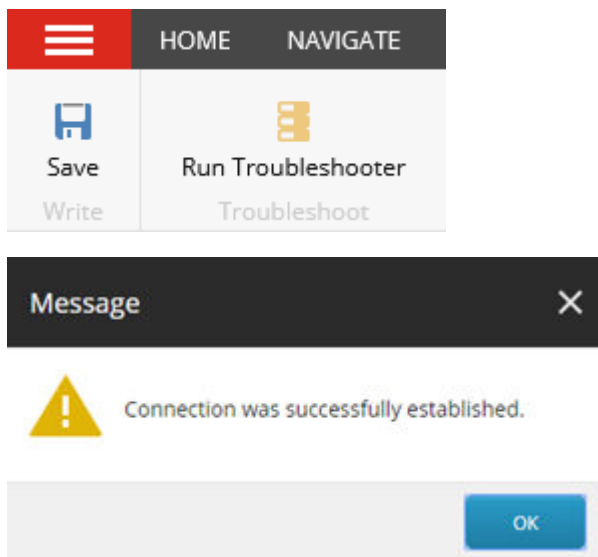 HOME NAVIGATE
Save Run Troubleshooter
Write Troubleshoot
Message
Connection was successfully established.
OK